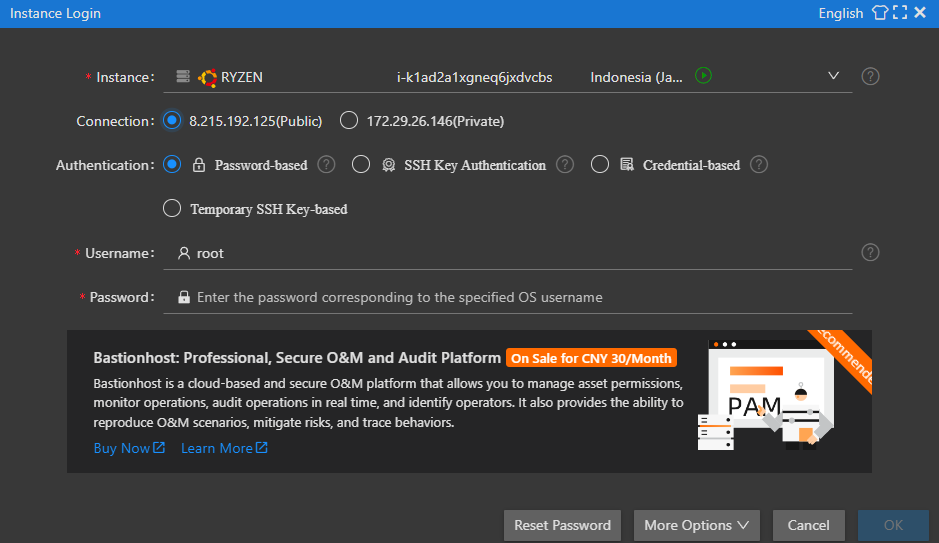 Instance Login English
* Instance: RYZEN i-k1ad2a1xgneq6jxdvcbs Indonesia (Ja...
Connection: 8.215.192.125(Public) 172.29.26.146(Private)
Authentication: Password-based ? SSH Key Authentication ? Credential-based ?
Temporary SSH Key-based
* Username: root ?
* Password: Enter the password corresponding to the specified OS username
Bastionhost: Professional, Secure O&M and Audit Platform On Sale for CNY 30/Month
Bastionhost is a cloud-based and secure O&M platform that allows you to manage asset permissions,
monitor operations, audit operations in real time, and identify operators. It also provides the ability to
reproduce O&M scenarios, mitigate risks, and trace behaviors.
Buy Now Learn More
PAM
Reset Password More Options Cancel OK